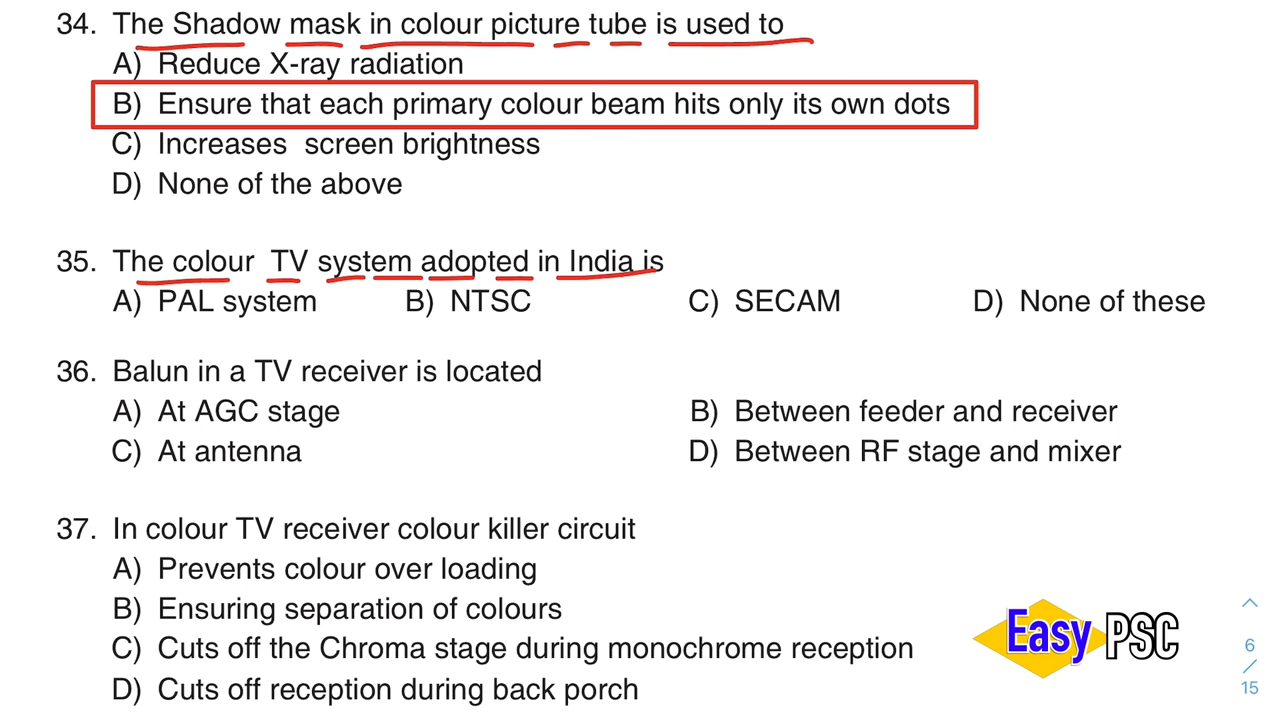 34. The Shadow mask in colour picture tube is used to
A) Reduce X-ray radiation
B) Ensure that each primary colour beam hits only its own dots
C) Increases screen brightness
D) None of the above
35. The colour TV system adopted in India is
A) PAL system B) NTSC C) SECAM D) None of these
36. Balun in a TV receiver is located
A) At AGC stage B) Between feeder and receiver
C) At antenna D) Between RF stage and mixer
37. In colour TV receiver colour killer circuit
A) Prevents colour over loading
B) Ensuring separation of colours
C) Cuts off the Chroma stage during monochrome reception
D) Cuts off reception during back porch
Easy PSC
6
/
15